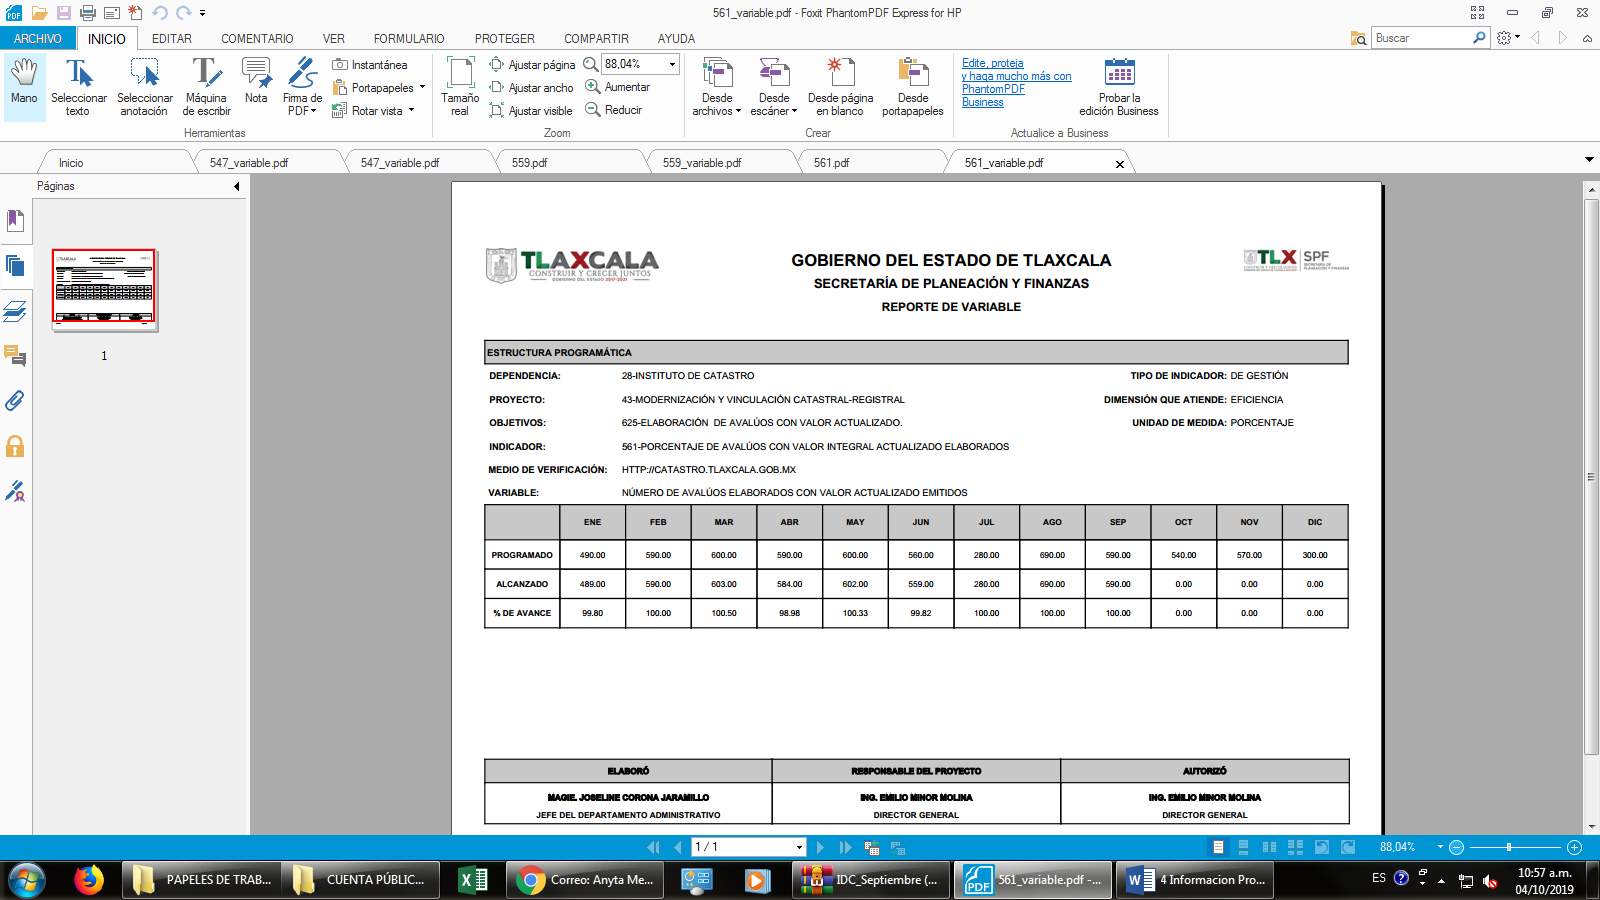 561_variable.pdf - Foxit PhantomPDF Express for HP
ARCHIVO INICIO EDITAR COMENTARIO VER FORMULARIO PROTEGER COMPARTIR AYUDA
Buscar
Mano
Seleccionar texto
Seleccionar anotación
Máquina de escribir
Nota
Firma de PDF
Instantánea
Portapapeles
Rotar vista
Herramientas
Tamaño real
Ajustar página
Ajustar ancho
Ajustar visible
88,04%
Aumentar
Reducir
Zoom
Desde archivos
Desde escáner
Desde página en blanco
Desde portapapeles
Crear
Edite, proteja
y haga mucho más con
PhantomPDF
Business
Probar la edición Business
Actualice a Business
Inicio 547_variable.pdf 547_variable.pdf 559.pdf 559_variable.pdf 561.pdf 561_variable.pdf
Páginas
1
TLAXCALA
CONSTRUIR Y CRECER JUNTOS
GOBIERNO DEL ESTADO 2017-2021
GOBIERNO DEL ESTADO DE TLAXCALA
SECRETARÍA DE PLANEACIÓN Y FINANZAS
REPORTE DE VARIABLE
TLX SPF
ESTRUCTURA PROGRAMÁTICA
DEPENDENCIA: 28-INSTITUTO DE CATASTRO TIPO DE INDICADOR: DE GESTIÓN
PROYECTO: 43-MODERNIZACIÓN Y VINCULACIÓN CATASTRAL-REGISTRAL DIMENSIÓN QUE ATIENDE: EFICIENCIA
OBJETIVOS: 625-ELABORACIÓN DE AVALÚOS CON VALOR ACTUALIZADO. UNIDAD DE MEDIDA: PORCENTAJE
INDICADOR: 561-PORCENTAJE DE AVALÚOS CON VALOR INTEGRAL ACTUALIZADO ELABORADOS
MEDIO DE VERIFICACIÓN: HTTP://CATASTRO.TLAXCALA.GOB.MX
VARIABLE: NÚMERO DE AVALÚOS ELABORADOS CON VALOR ACTUALIZADO EMITIDOS
ENE FEB MAR ABR MAY JUN JUL AGO SEP OCT NOV DIC
PROGRAMADO 490.00 590.00 600.00 590.00 600.00 560.00 280.00 690.00 590.00 540.00 570.00 300.00
ALCANZADO 489.00 590.00 603.00 584.00 602.00 559.00 280.00 690.00 590.00 0.00 0.00 0.00
% DE AVANCE 99.80 100.00 100.50 98.98 100.33 99.82 100.00 100.00 100.00 0.00 0.00 0.00
ELABORÓ RESPONSABLE DEL PROYECTO AUTORIZÓ
MAGIE. JOSELINE CORONA JARAMILLO ING. EMILIO MINOR MOLINA ING. EMILIO MINOR MOLINA
JEFE DEL DEPARTAMENTO ADMINISTRATIVO DIRECTOR GENERAL DIRECTOR GENERAL
1 / 1
88,04%
PAPELES DE TRAB...
CUENTA PÚBLIC...
Correo: Anyta Me...
IDC_Septiembre (...
561_variable.pdf -...
4 Informacion Pro...
ES
10:57 a.m.
04/10/2019